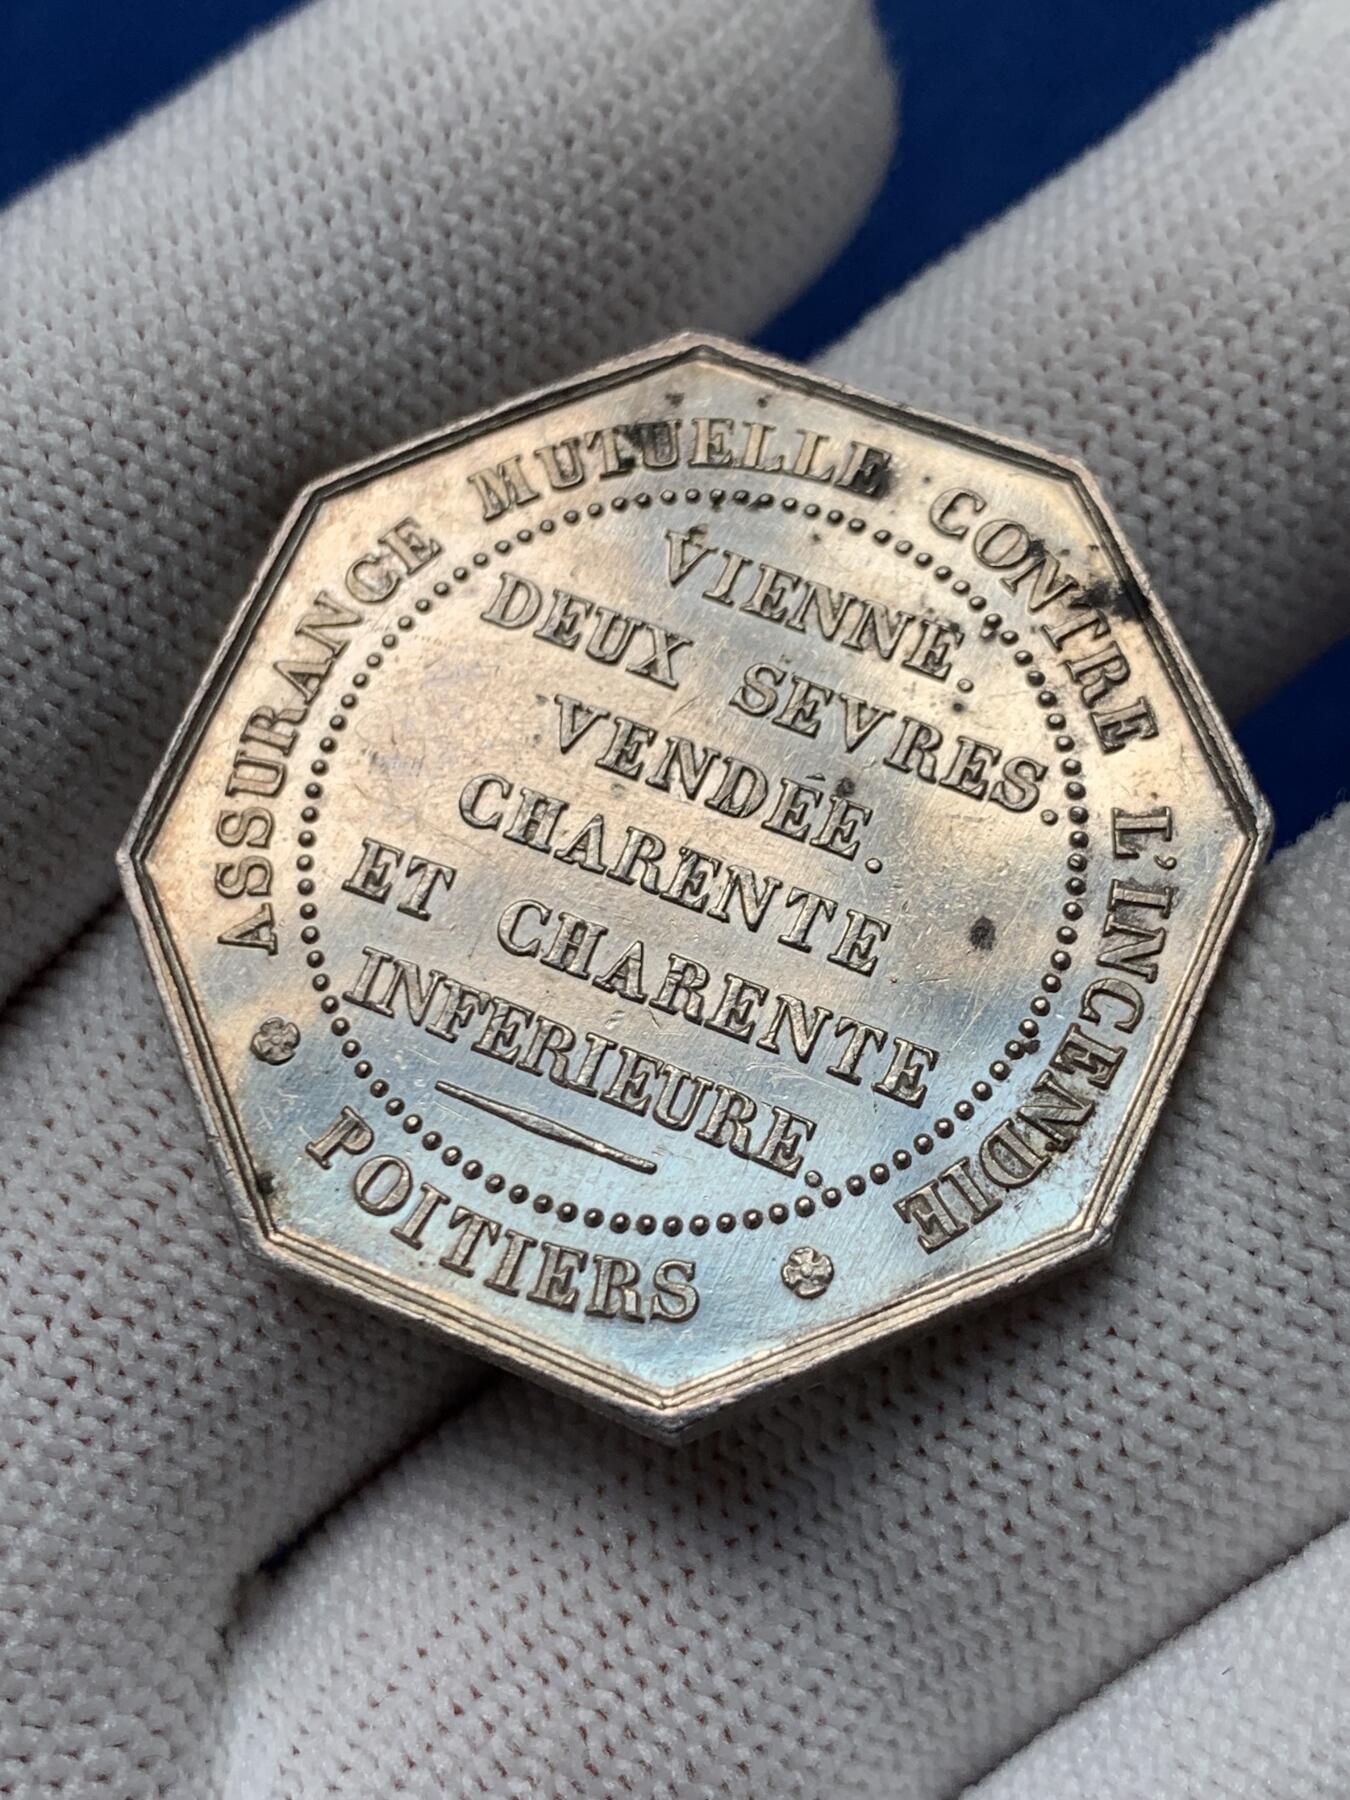 ASSURANCE MUTUELLE CONTRE L'INCENDIE
VIENNE.
DEUX SEVRES.
VENDÉE.
CHARENTE
ET CHARENTE
INFERIEURE.
POITIERS